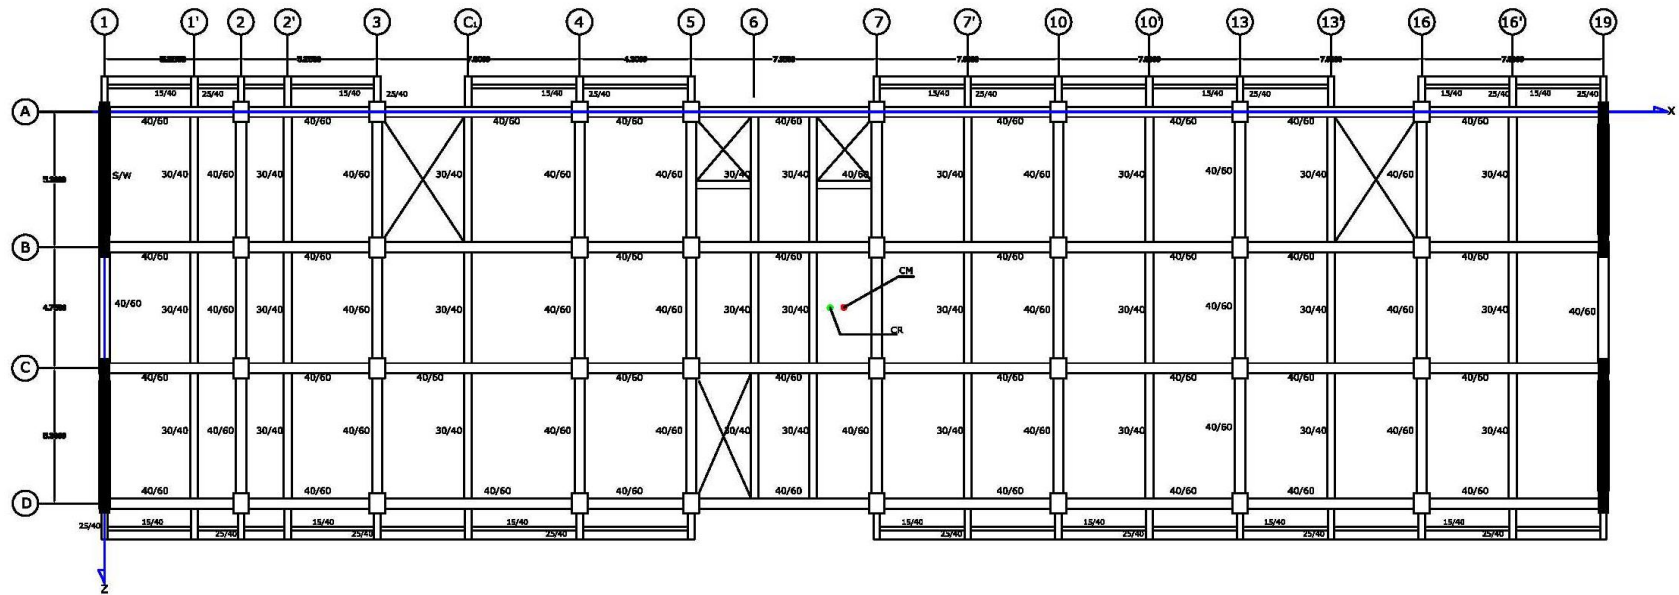 1 1' 2 2' 3 C₁ 4 5 6 7 7' 10 10' 13 13' 16 16' 19
15/40 25/40 15/40 25/40 15/40 25/40 15/40 25/40 15/40 25/40 15/40 25/40 15/40 25/40
A X
40/60 40/60 40/60 40/60 40/60 40/60 40/60 40/60 40/60
S/W 30/40 40/60 30/40 40/60 30/40 40/60 40/60 30/40 30/40 40/60 30/40 40/60 30/40 40/60 30/40 40/60 30/40
B
40/60 40/60 40/60 40/60 40/60 40/60 40/60 40/60
CM
40/60 30/40 40/60 30/40 40/60 30/40 40/60 40/60 30/40 30/40 30/40 40/60 30/40 40/60 30/40 40/60 30/40 40/60
CR
C
40/60 40/60 40/60 40/60 40/60 40/60 40/60 40/60 40/60
30/40 40/60 30/40 40/60 30/40 40/60 40/60 30/40 30/40 40/60 30/40 40/60 30/40 40/60 30/40 40/60 30/40
40/60 40/60 40/60 40/60 40/60 40/60 40/60 40/60 40/60
D
25/40 15/40 15/40 15/40 15/40 15/40 15/40 15/40
25/40 25/40 25/40 25/40 25/40 25/40 25/40
Z